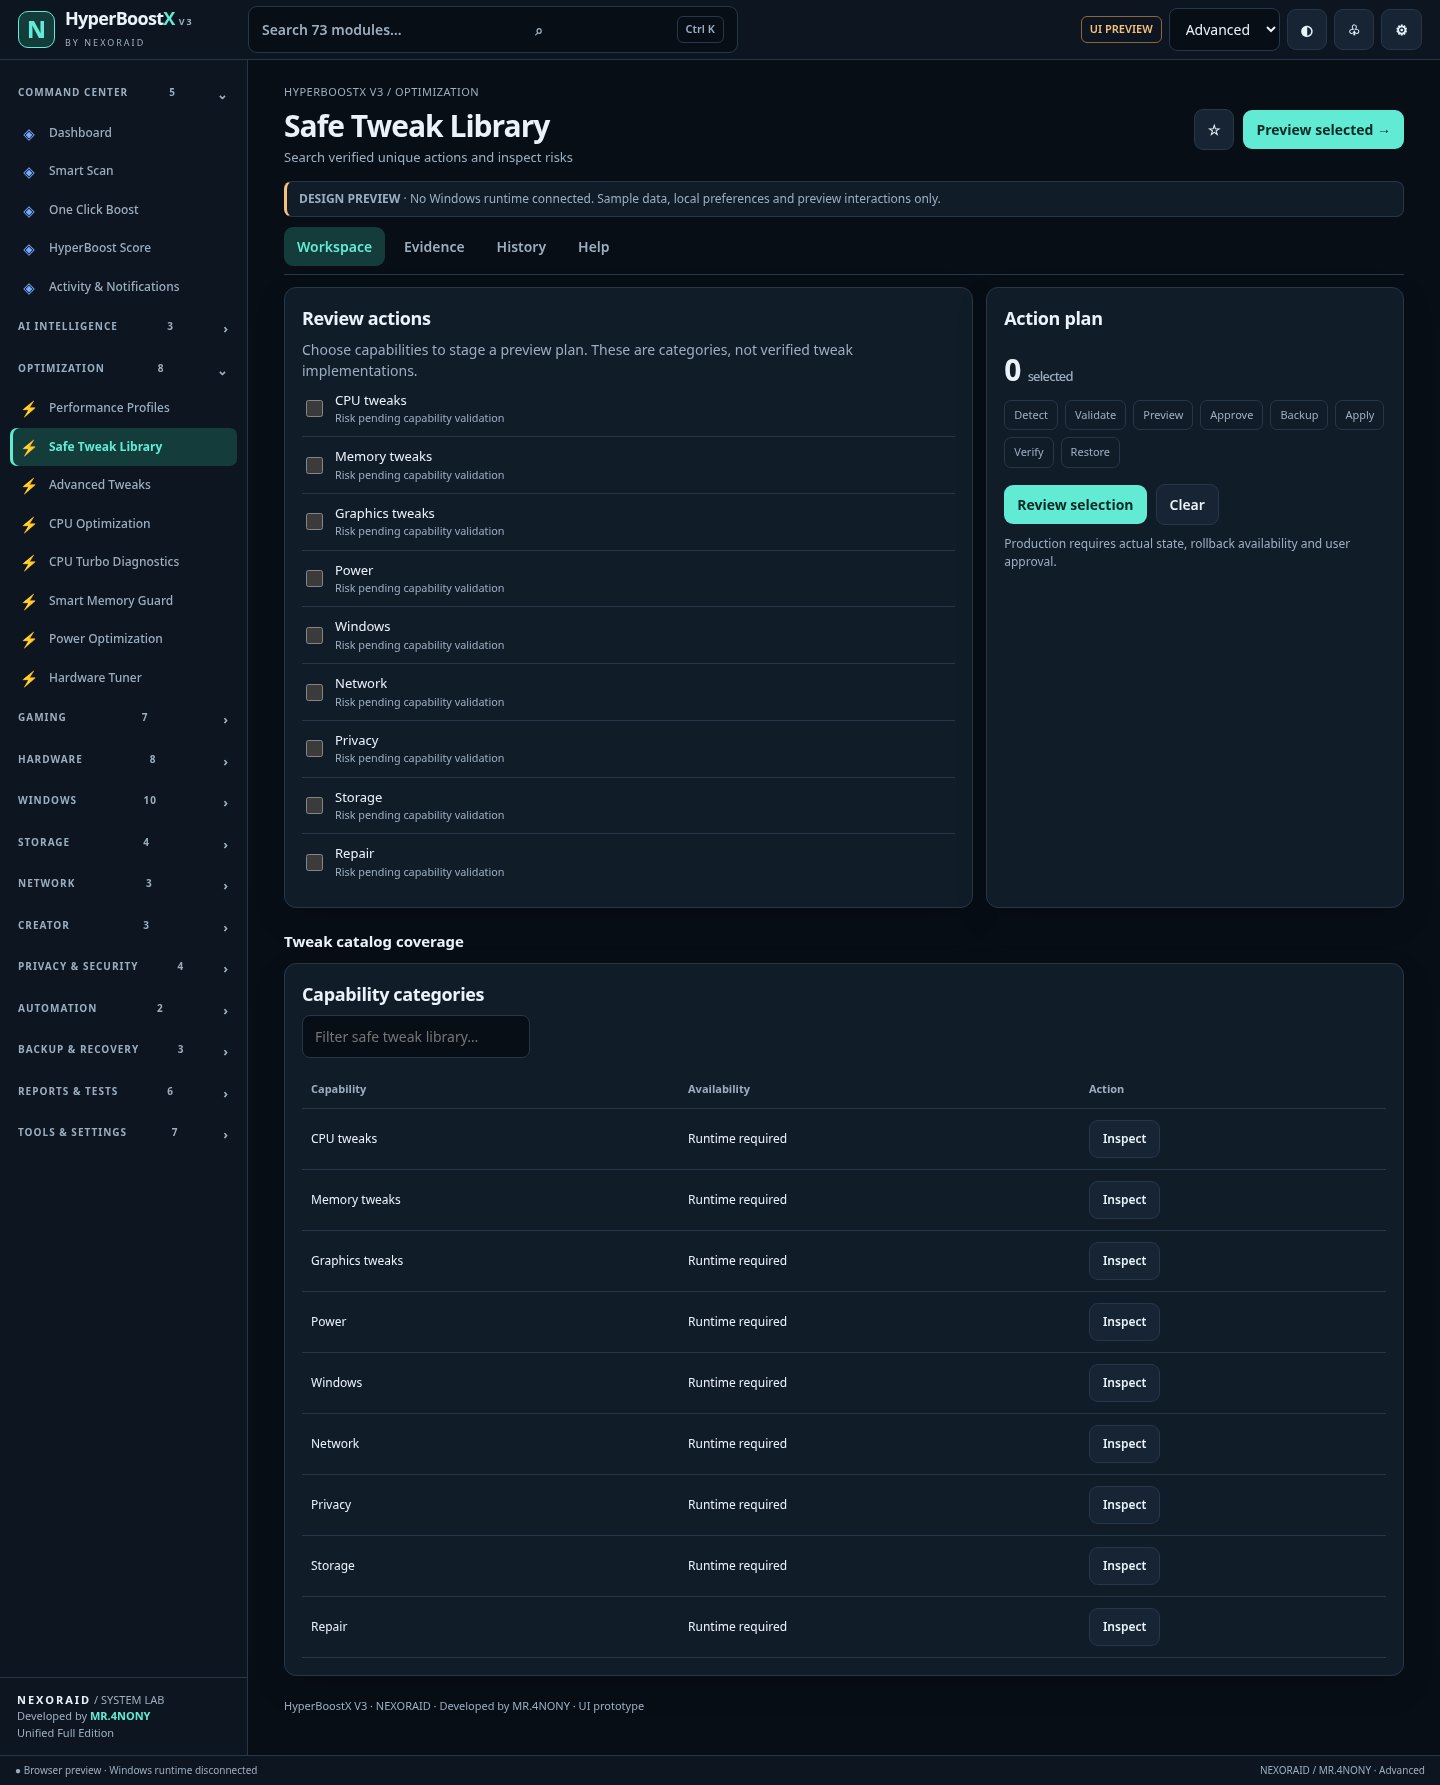 N HyperBoostX V3
BY NEXORAID
Search 73 modules... Ctrl K
UI PREVIEW Advanced
COMMAND CENTER 5
Dashboard
Smart Scan
One Click Boost
HyperBoost Score
Activity & Notifications
AI INTELLIGENCE 3
OPTIMIZATION 8
Performance Profiles
Safe Tweak Library
Advanced Tweaks
CPU Optimization
CPU Turbo Diagnostics
Smart Memory Guard
Power Optimization
Hardware Tuner
GAMING 7
HARDWARE 8
WINDOWS 10
STORAGE 4
NETWORK 3
CREATOR 3
PRIVACY & SECURITY 4
AUTOMATION 2
BACKUP & RECOVERY 3
REPORTS & TESTS 6
TOOLS & SETTINGS 7
NEXORAID / SYSTEM LAB
Developed by MR.4NONY
Unified Full Edition
HYPERBOOSTX V3 / OPTIMIZATION
Safe Tweak Library
Search verified unique actions and inspect risks
Preview selected →
DESIGN PREVIEW · No Windows runtime connected. Sample data, local preferences and preview interactions only.
Workspace Evidence History Help
Review actions
Choose capabilities to stage a preview plan. These are categories, not verified tweak
implementations.
CPU tweaks
Risk pending capability validation
Memory tweaks
Risk pending capability validation
Graphics tweaks
Risk pending capability validation
Power
Risk pending capability validation
Windows
Risk pending capability validation
Network
Risk pending capability validation
Privacy
Risk pending capability validation
Storage
Risk pending capability validation
Repair
Risk pending capability validation
Action plan
0 selected
Detect Validate Preview Approve Backup Apply
Verify Restore
Review selection Clear
Production requires actual state, rollback availability and user
approval.
Tweak catalog coverage
Capability categories
Filter safe tweak library...
Capability Availability Action
CPU tweaks Runtime required Inspect
Memory tweaks Runtime required Inspect
Graphics tweaks Runtime required Inspect
Power Runtime required Inspect
Windows Runtime required Inspect
Network Runtime required Inspect
Privacy Runtime required Inspect
Storage Runtime required Inspect
Repair Runtime required Inspect
HyperBoostX V3 · NEXORAID · Developed by MR.4NONY · UI prototype
● Browser preview · Windows runtime disconnected
NEXORAID / MR.4NONY · Advanced